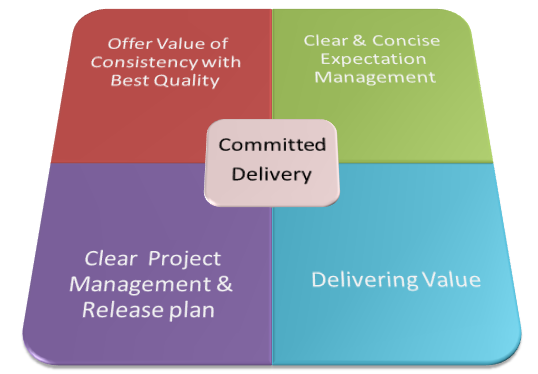 Offer Value of
Consistency with
Best Quality
Clear & Concise
Expectation
Management
Committed
Delivery
Clear Project
Management &
Release plan
Delivering Value